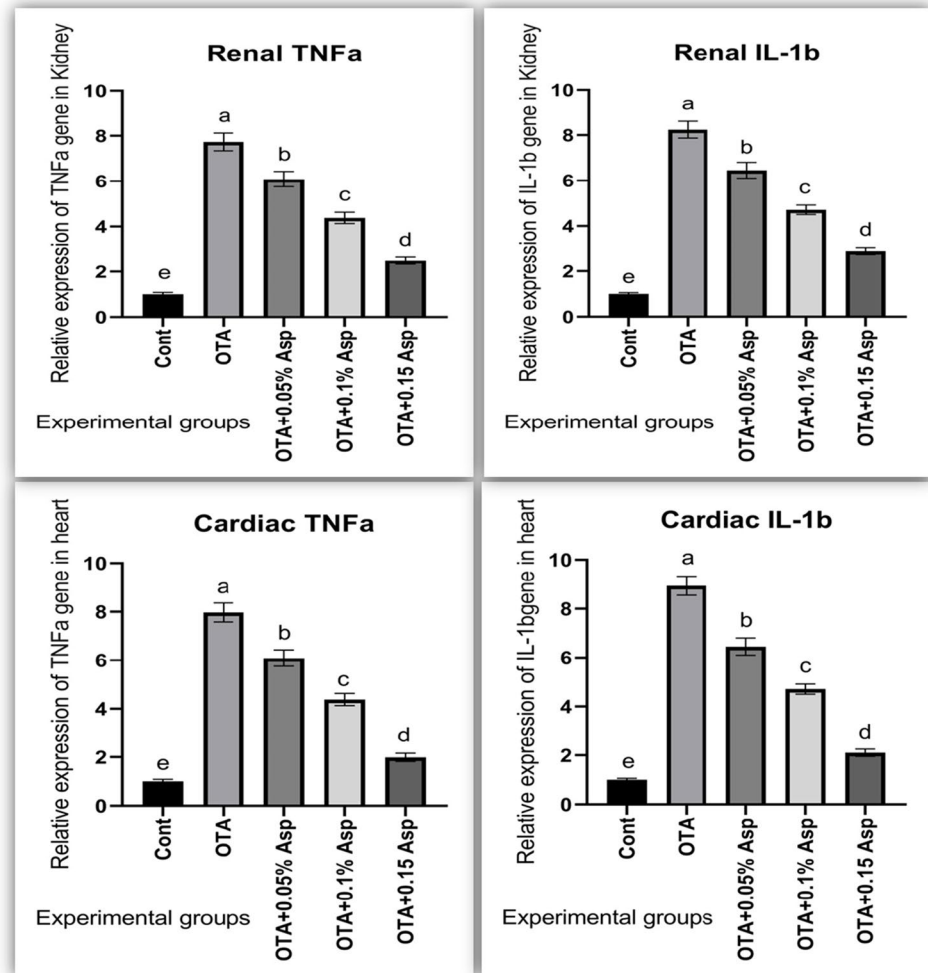 Renal TNFa
Relative expression of TNFa gene in Kidney
10
8
6
4
2
0
a
b
c
d
e
Cont
OTA
OTA+0.05% Asp
OTA+0.1% Asp
OTA+0.15 Asp
Experimental groups
Renal IL-1b
Relative expression of IL-1b gene in Kidney
10
8
6
4
2
0
a
b
c
d
e
Cont
OTA
OTA+0.05% Asp
OTA+0.1% Asp
OTA+0.15 Asp
Experimental groups
Cardiac TNFa
Relative expression of TNFa gene in heart
10
8
6
4
2
0
a
b
c
d
e
Cont
OTA
OTA+0.05% Asp
OTA+0.1% Asp
OTA+0.15 Asp
Experimental groups
Cardiac IL-1b
Relative expression of IL-1bgene in heart
10
8
6
4
2
0
a
b
c
d
e
Cont
OTA
OTA+0.05% Asp
OTA+0.1% Asp
OTA+0.15 Asp
Experimental groups